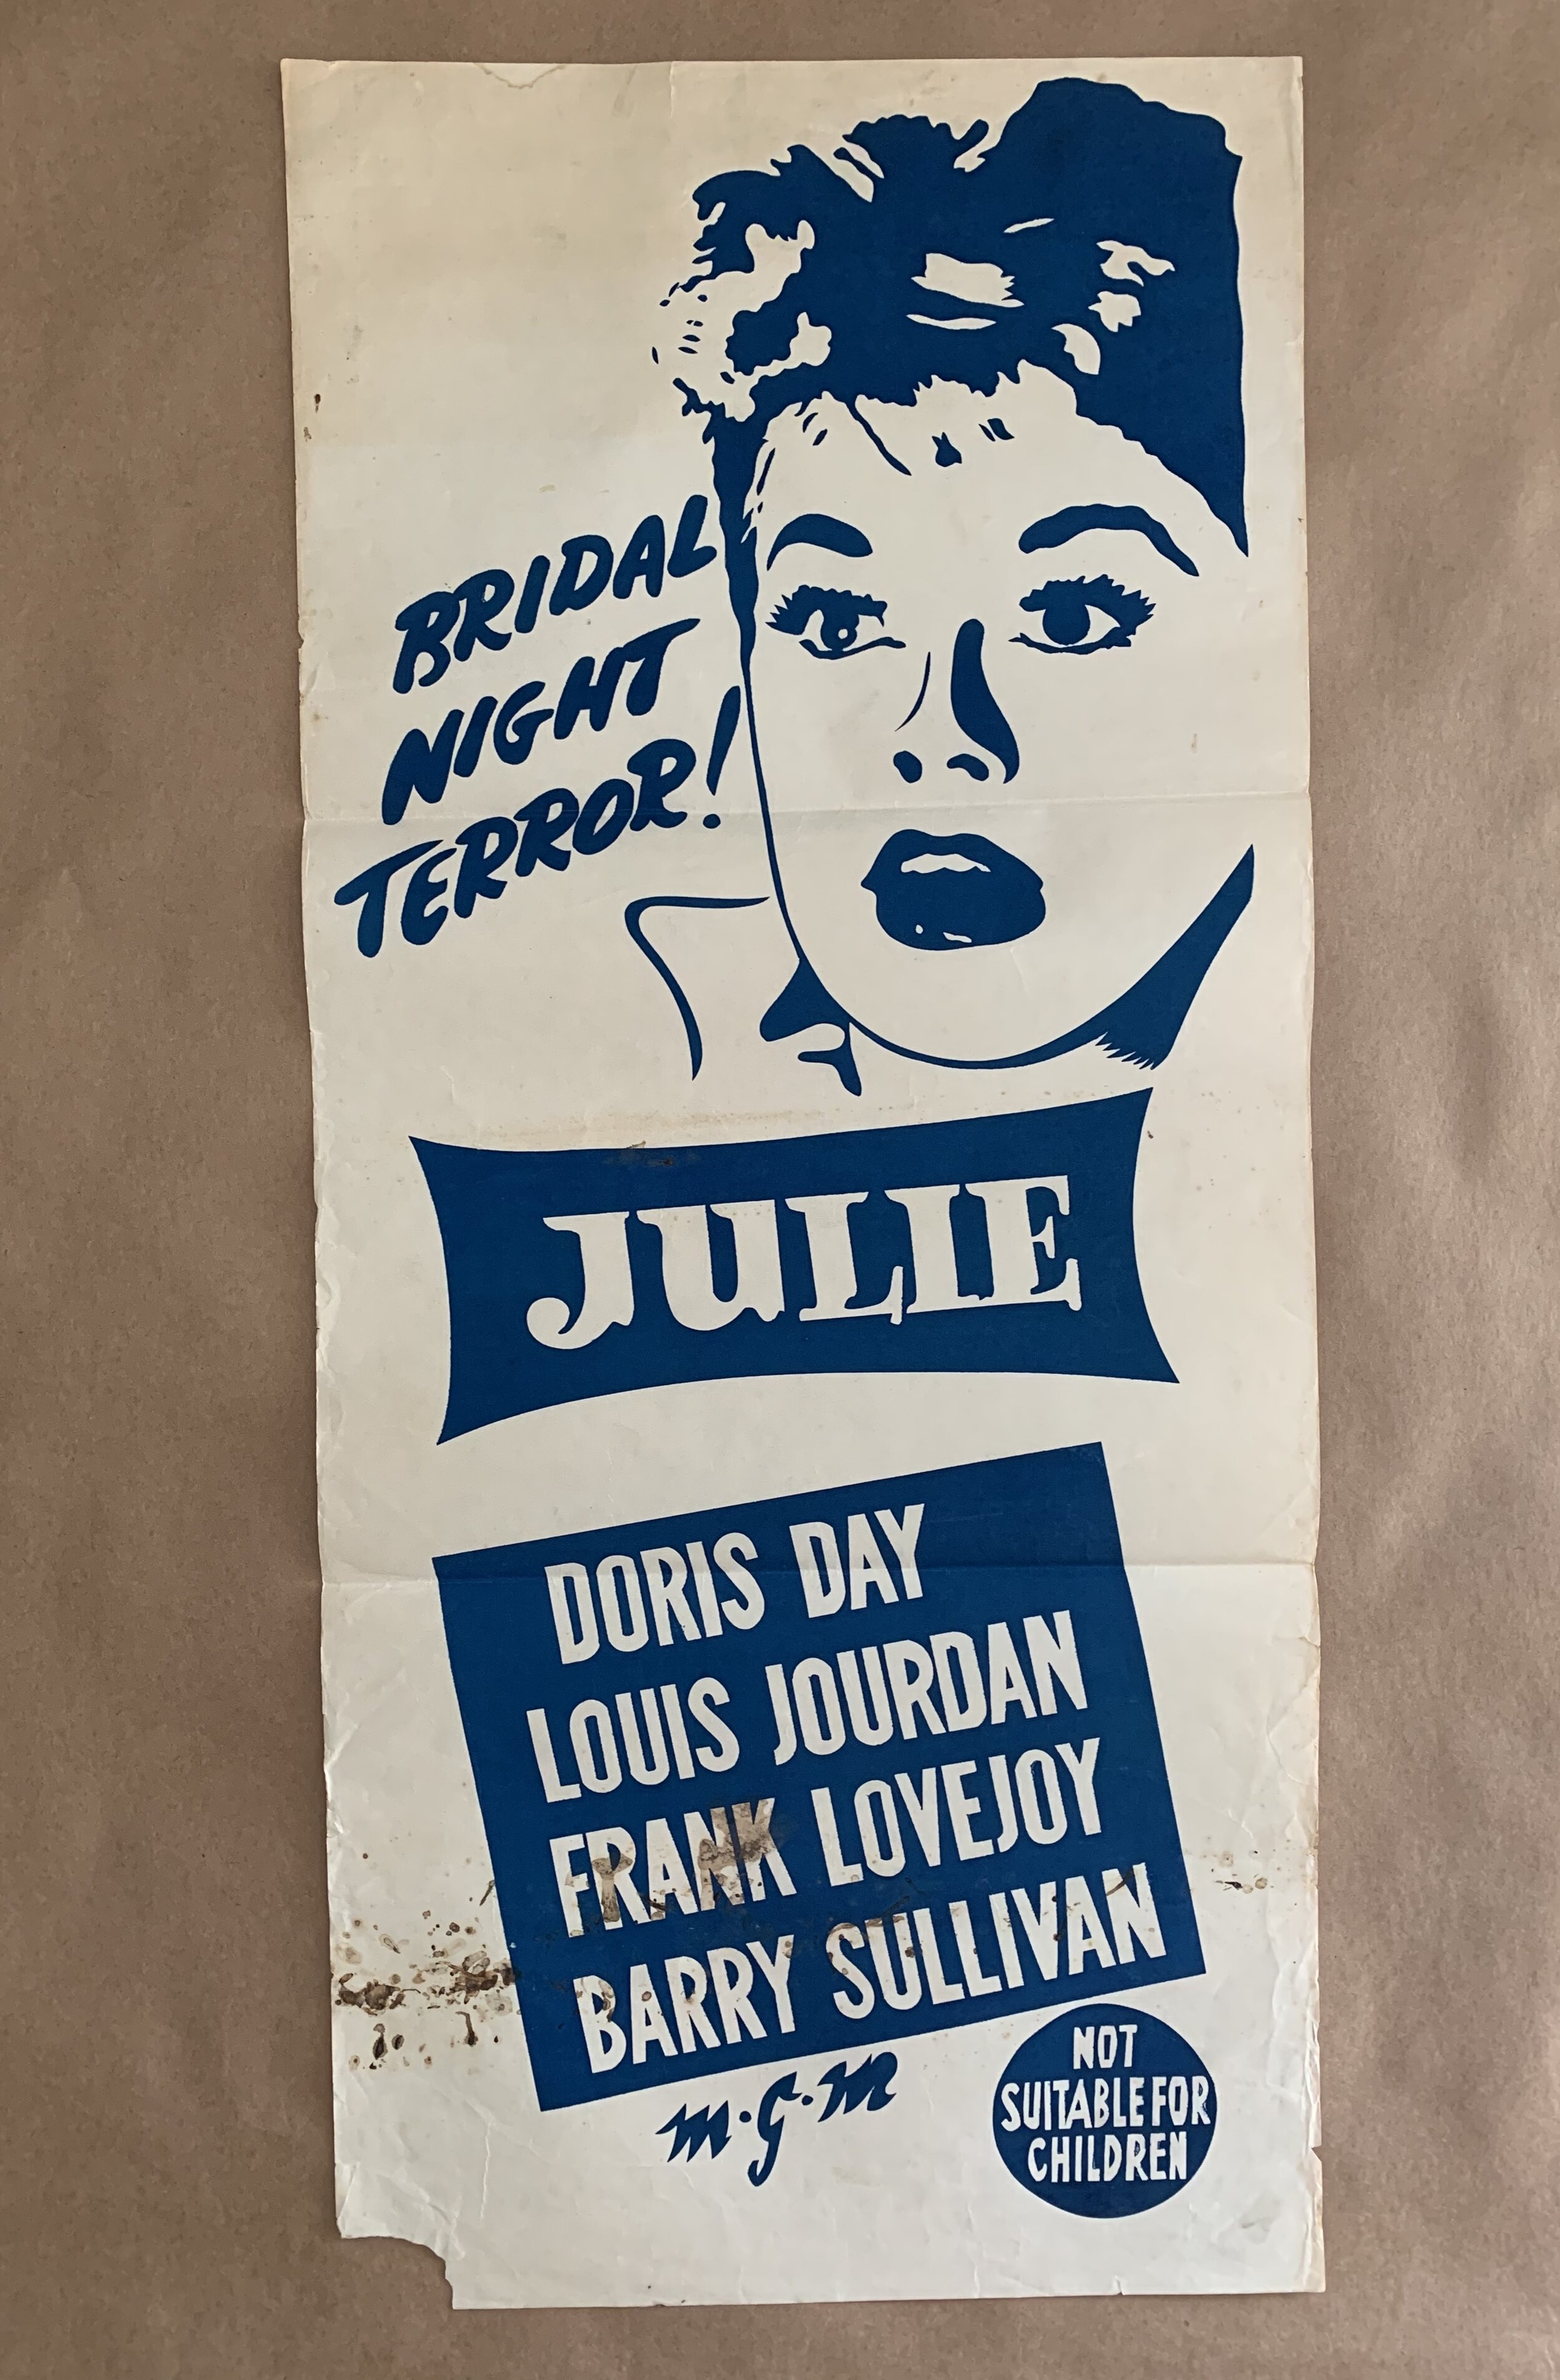 BRIDAL
NIGHT
TERROR!
JULIE
DORIS DAY
LOUIS JOURDAN
FRANK LOVEJOY
BARRY SULLIVAN
M·G·M
NOT
SUITABLE FOR
CHILDREN